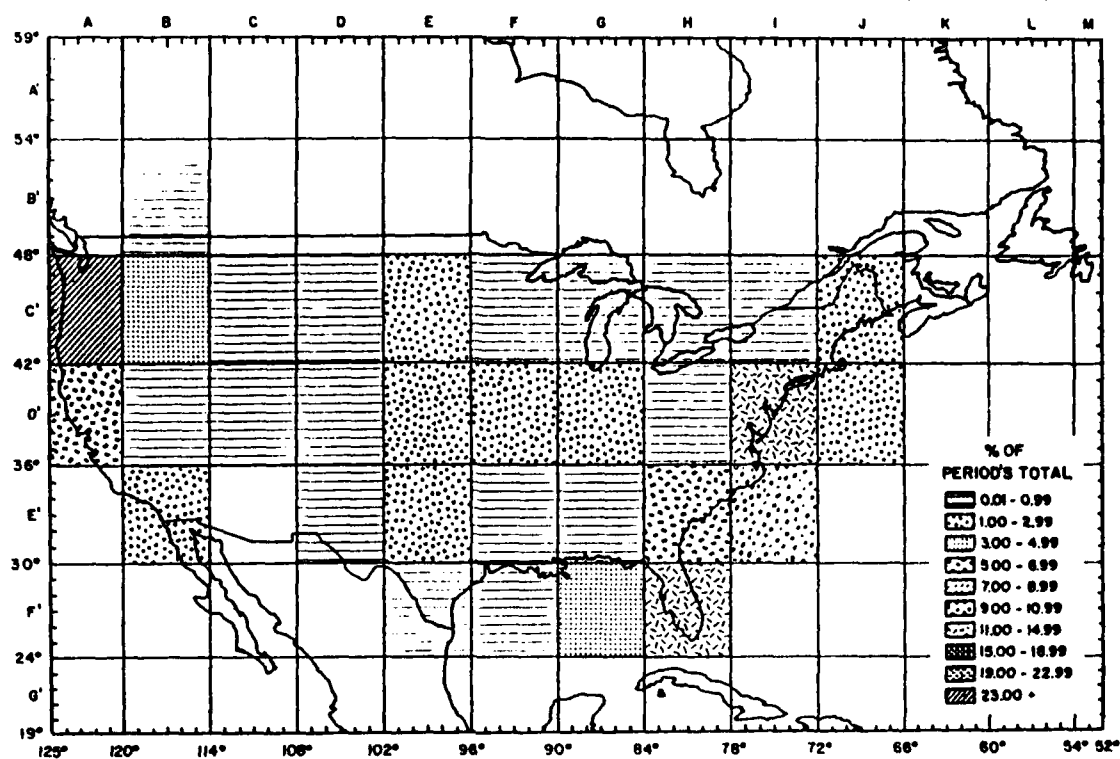 A B C D E F G H I J K L M
59°
A'
54°
B'
48°
C'
42°
D'
36°
E'
30°
F'
24°
G'
19°
% OF
PERIOD'S TOTAL
0.01 - 0.99
1.00 - 2.99
3.00 - 4.99
5.00 - 6.99
7.00 - 8.99
9.00 - 10.99
11.00 - 14.99
15.00 - 18.99
19.00 - 22.99
23.00 +
125° 120° 114° 108° 102° 96° 90° 84° 78° 72° 66° 60° 54° 52°